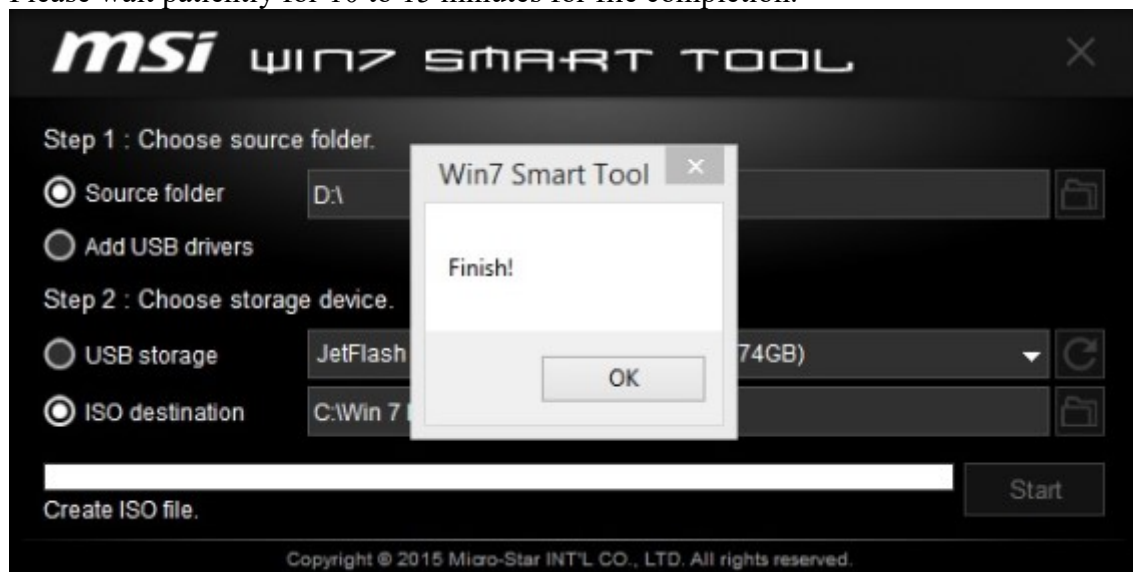 Please wait patiently for 10 to 15 minutes for the completion.
msi WIN7 SMART TOOL
Step 1 : Choose source folder.
Source folder D:\
Add USB drivers
Win7 Smart Tool
Finish!
OK
Step 2 : Choose storage device.
USB storage JetFlash 74GB)
ISO destination C:\Win 7
Start
Create ISO file.
Copyright © 2015 Micro-Star INT'L CO., LTD. All rights reserved.